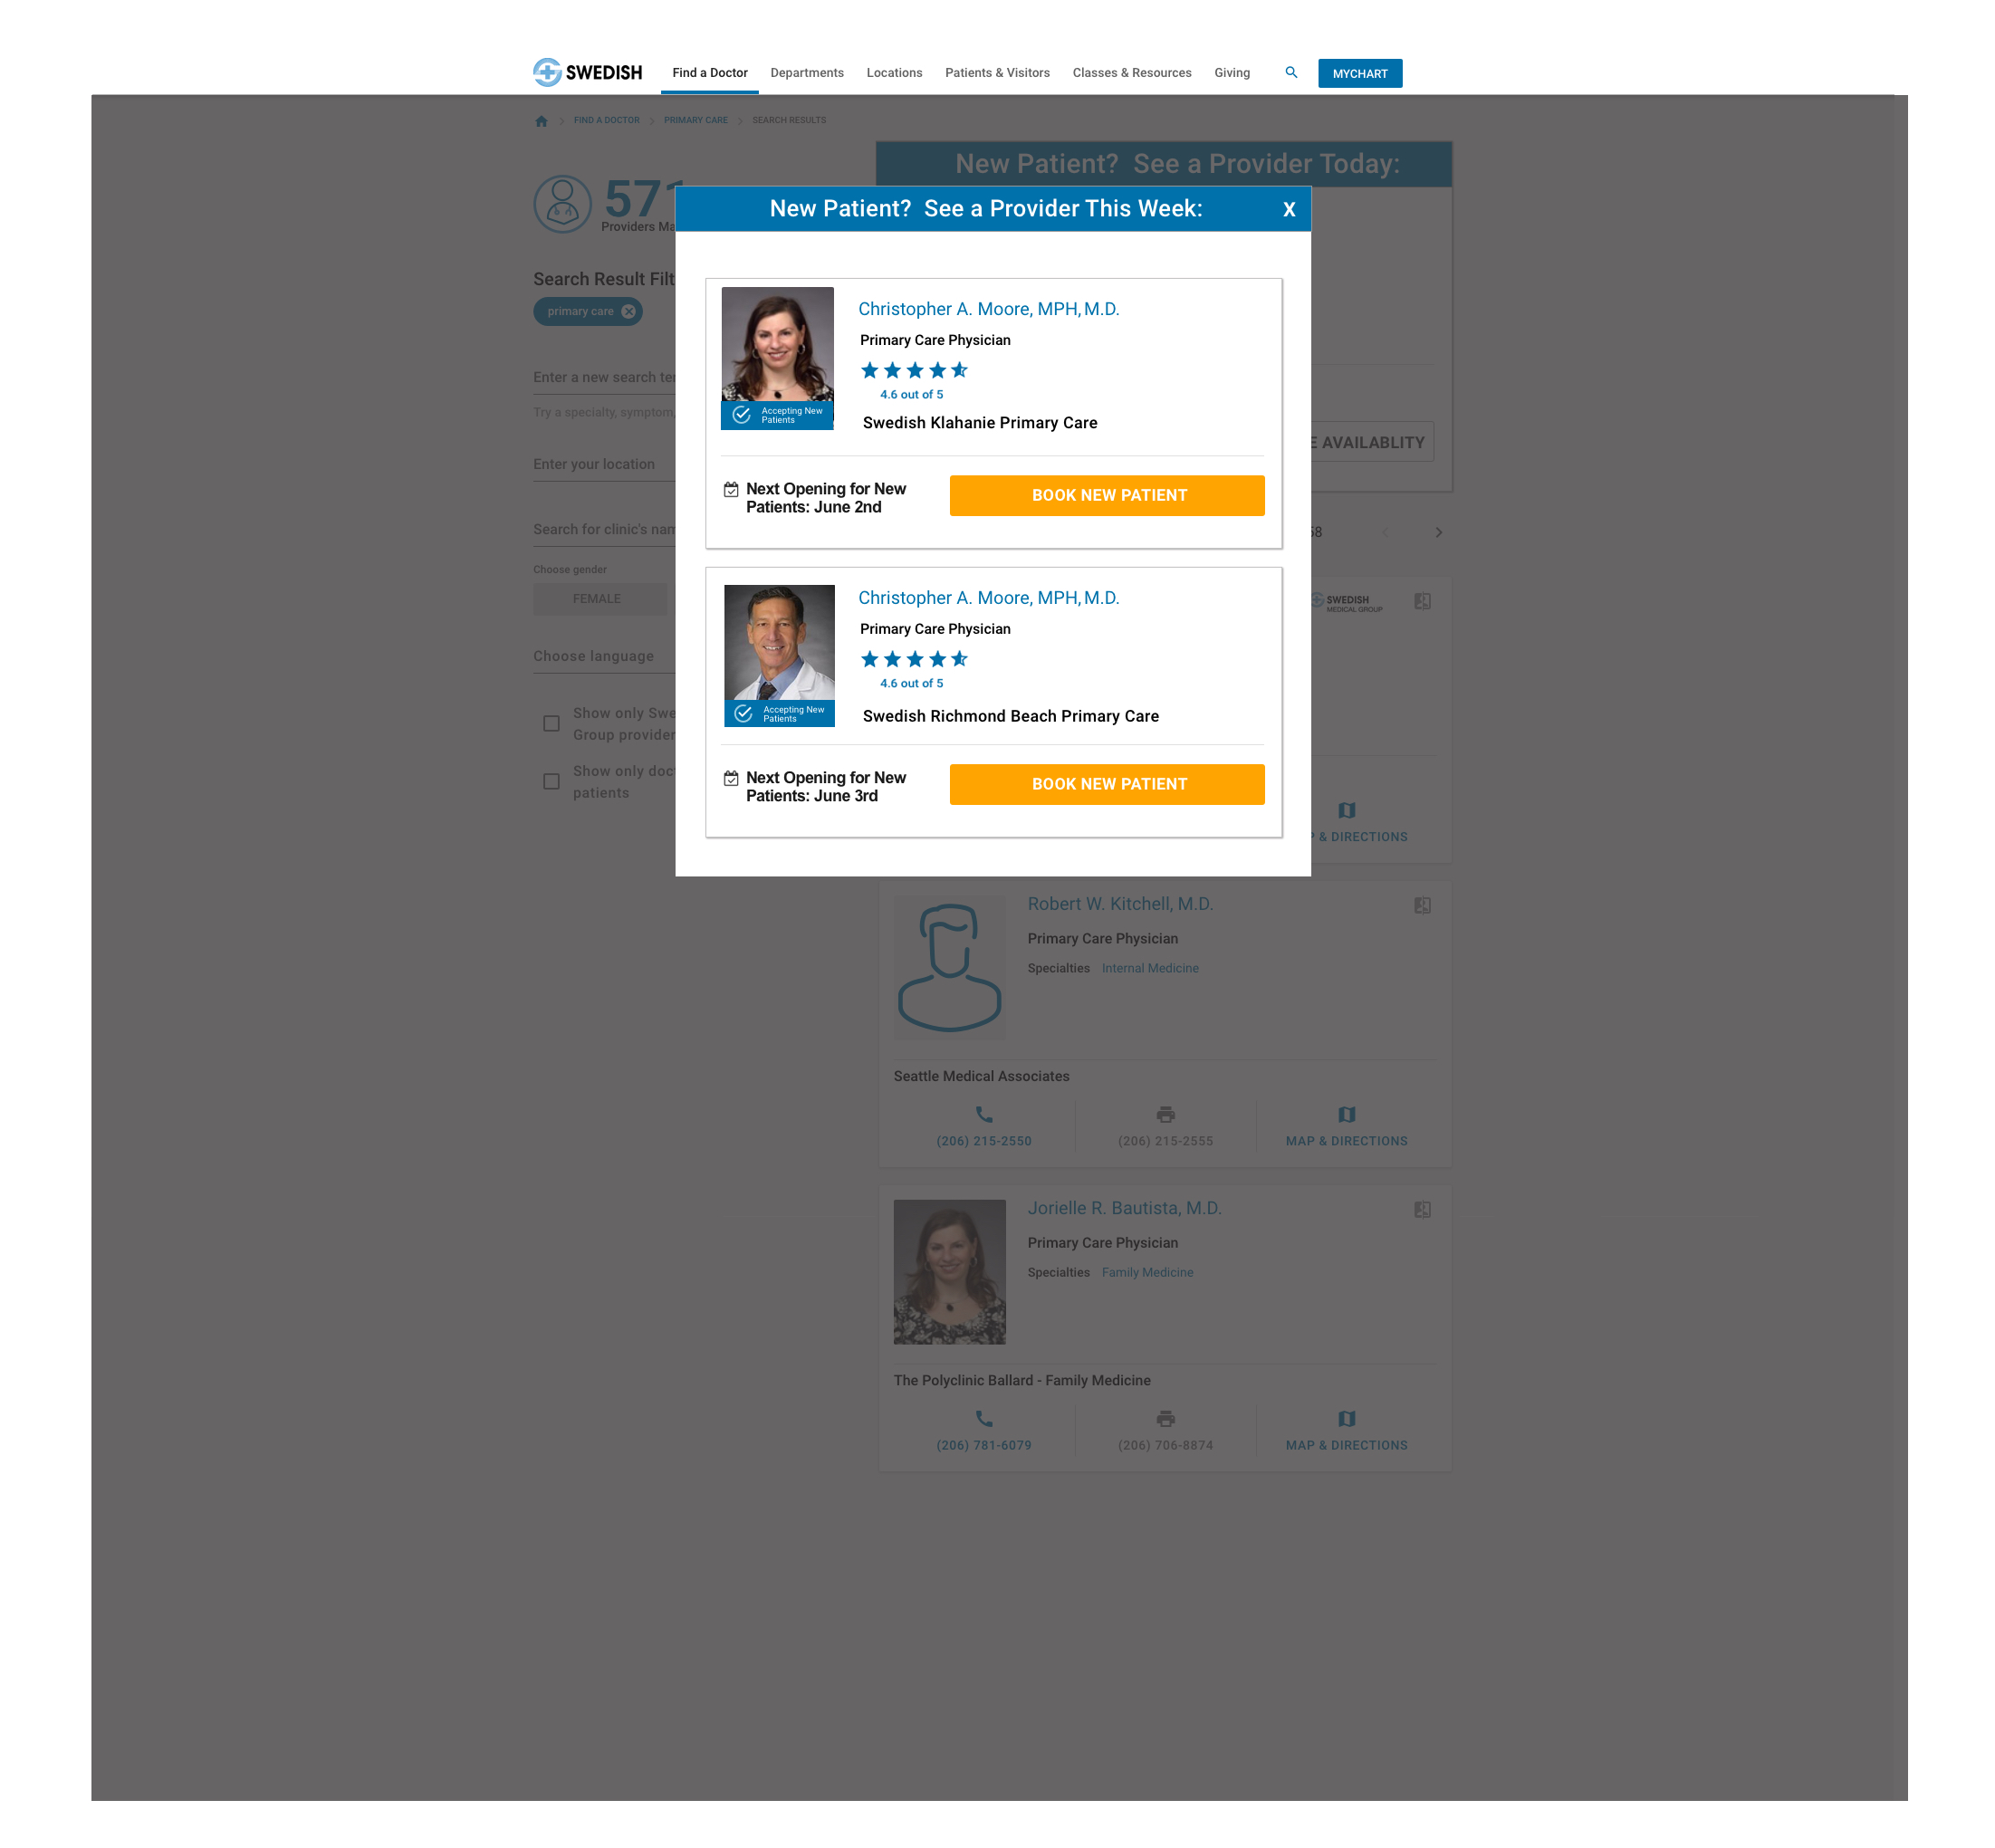 SWEDISH
Find a Doctor Departments Locations Patients & Visitors Classes & Resources Giving MYCHART
FIND A DOCTOR PRIMARY CARE SEARCH RESULTS
New Patient? See a Provider Today:
571
Providers Ma
New Patient? See a Provider This Week: X
Search Result Filt
primary care
Enter a new search ter
Try a specialty, symptom,
Enter your location
Search for clinic's nam
Choose gender
FEMALE
Choose language
Show only Swe
Group provider
Show only doc
patients
Christopher A. Moore, MPH, M.D.
Primary Care Physician
4.6 out of 5
Accepting New
Patients
Swedish Klahanie Primary Care
Next Opening for New
Patients: June 2nd
BOOK NEW PATIENT
Christopher A. Moore, MPH, M.D.
Primary Care Physician
4.6 out of 5
Accepting New
Patients
Swedish Richmond Beach Primary Care
Next Opening for New
Patients: June 3rd
BOOK NEW PATIENT
E AVAILABLITY
58
SWEDISH
MEDICAL GROUP
& DIRECTIONS
Robert W. Kitchell, M.D.
Primary Care Physician
Specialties Internal Medicine
Seattle Medical Associates
(206) 215-2550 (206) 215-2555 MAP & DIRECTIONS
Jorielle R. Bautista, M.D.
Primary Care Physician
Specialties Family Medicine
The Polyclinic Ballard - Family Medicine
(206) 781-6079 (206) 706-8874 MAP & DIRECTIONS